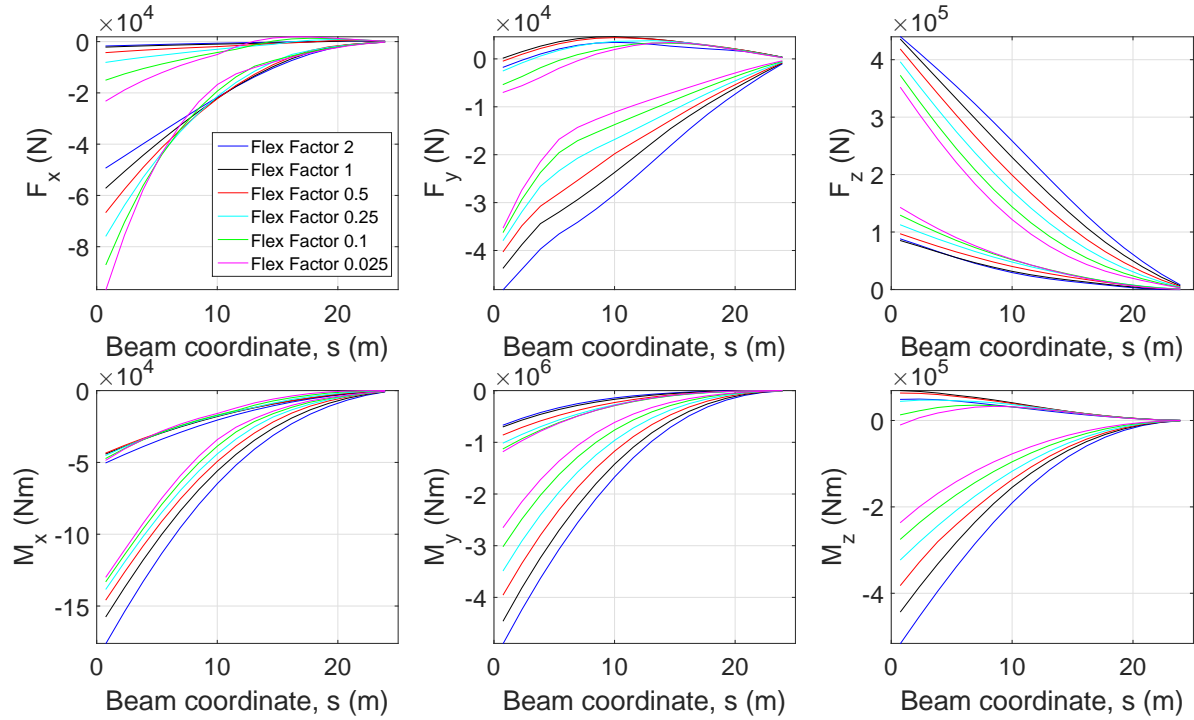 ×10^4
0
-2
-4
-6
-8
F_x (N)
0
10
20
Beam coordinate, s (m)
Flex Factor 2
Flex Factor 1
Flex Factor 0.5
Flex Factor 0.25
Flex Factor 0.1
Flex Factor 0.025
×10^4
0
-1
-2
-3
-4
F_y (N)
0
10
20
Beam coordinate, s (m)
×10^5
4
3
2
1
0
F_z (N)
0
10
20
Beam coordinate, s (m)
×10^4
0
-5
-10
-15
M_x (Nm)
0
10
20
Beam coordinate, s (m)
×10^6
0
-1
-2
-3
-4
M_y (Nm)
0
10
20
Beam coordinate, s (m)
×10^5
0
-2
-4
M_z (Nm)
0
10
20
Beam coordinate, s (m)